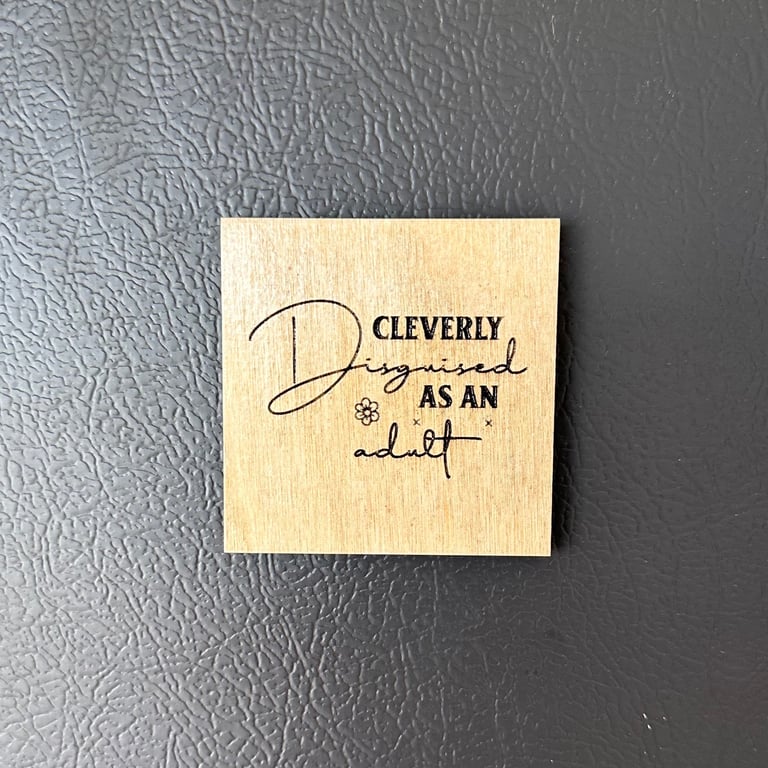 CLEVERLY
Disguised
AS AN
adult